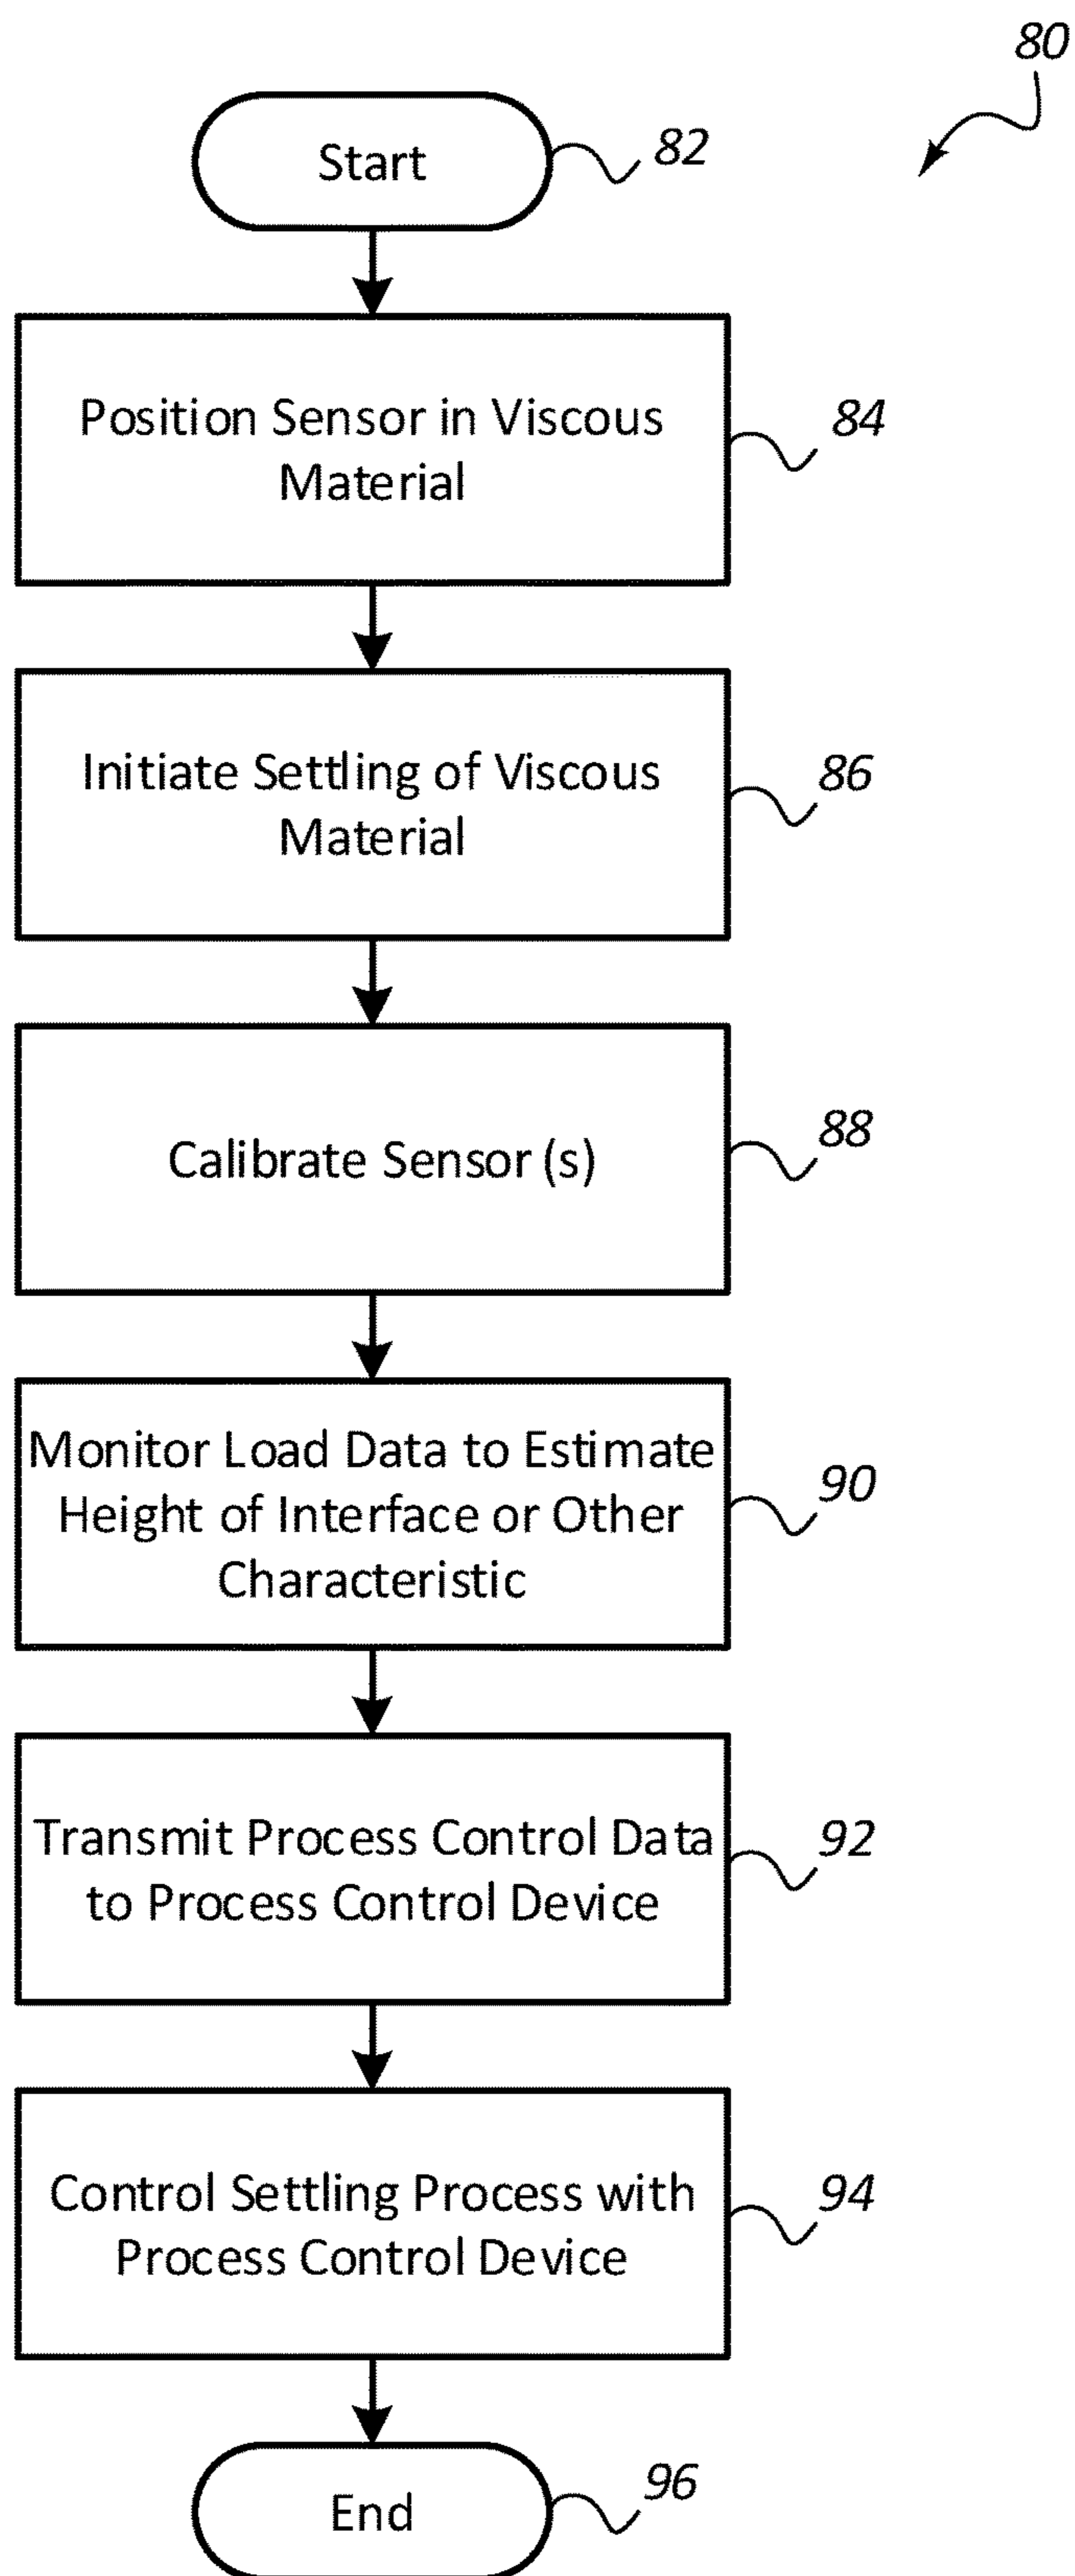 80
Start
82
Position Sensor in Viscous
Material
84
Initiate Settling of Viscous
Material
86
Calibrate Sensor (s)
88
Monitor Load Data to Estimate
Height of Interface or Other
Characteristic
90
Transmit Process Control Data
to Process Control Device
92
Control Settling Process with
Process Control Device
94
End
96